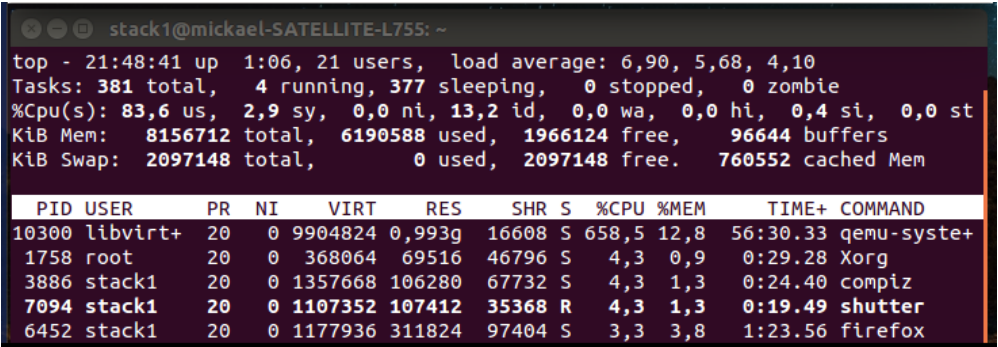 stack1@mickael-SATELLITE-L755: ~
top - 21:48:41 up  1:06, 21 users,  load average: 6,90, 5,68, 4,10
Tasks: 381 total,   4 running, 377 sleeping,   0 stopped,   0 zombie
%Cpu(s): 83,6 us,  2,9 sy,  0,0 ni, 13,2 id,  0,0 wa,  0,0 hi,  0,4 si,  0,0 st
KiB Mem:   8156712 total,  6190588 used,  1966124 free,    96644 buffers
KiB Swap:  2097148 total,        0 used,  2097148 free.   760552 cached Mem
PID USER      PR  NI    VIRT    RES    SHR S  %CPU %MEM     TIME+ COMMAND
10300 libvirt+  20   0 9904824 0,993g  16608 S 658,5 12,8  56:30.33 qemu-syste+
1758 root      20   0  368064  69516  46796 S   4,3  0,9   0:29.28 Xorg
3886 stack1    20   0 1357668 106280  67732 S   4,3  1,3   0:24.40 compiz
7094 stack1    20   0 1107352 107412  35368 R   4,3  1,3   0:19.49 shutter
6452 stack1    20   0 1177936 311824  97404 S   3,3  3,8   1:23.56 firefox